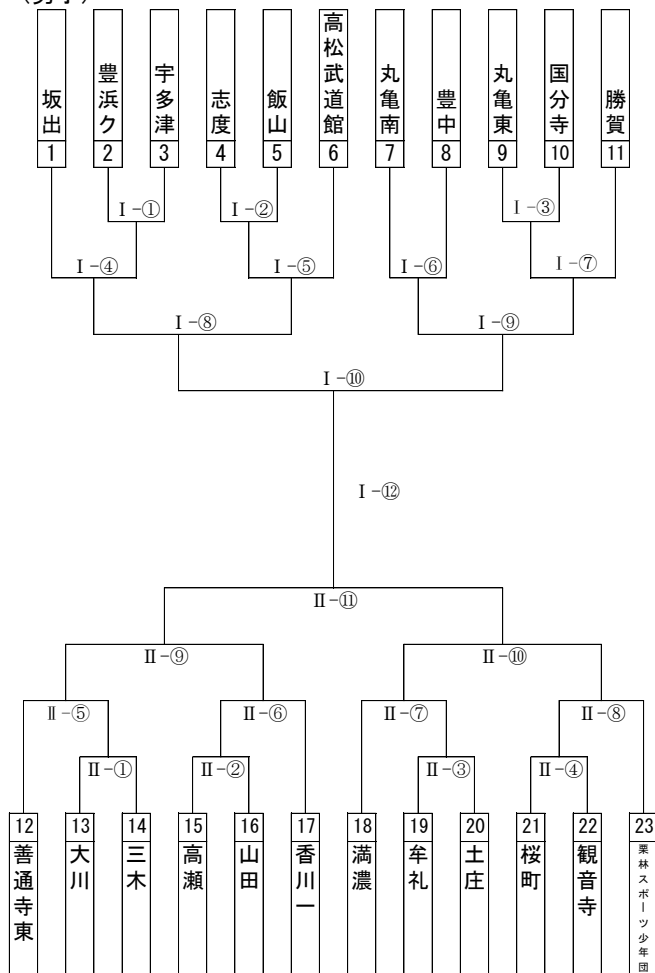 坂出
豊浜ク
宇多津
志度
飯山
高松武道館
丸亀南
豊中
丸亀東
国分寺
勝賀
1 2 3 4 5 6 7 8 9 10 11
Ⅰ-① Ⅰ-② Ⅰ-③
Ⅰ-④ Ⅰ-⑤ Ⅰ-⑥ Ⅰ-⑦
Ⅰ-⑧ Ⅰ-⑨
Ⅰ-⑩
Ⅰ-⑫
Ⅱ-⑪
Ⅱ-⑨ Ⅱ-⑩
Ⅱ-⑤ Ⅱ-⑥ Ⅱ-⑦ Ⅱ-⑧
Ⅱ-① Ⅱ-② Ⅱ-③ Ⅱ-④
12 13 14 15 16 17 18 19 20 21 22 23
善通寺東
大川
三木
高瀬
山田
香川一
満濃
牟礼
土庄
桜町
観音寺
栗林スポーツ少年団